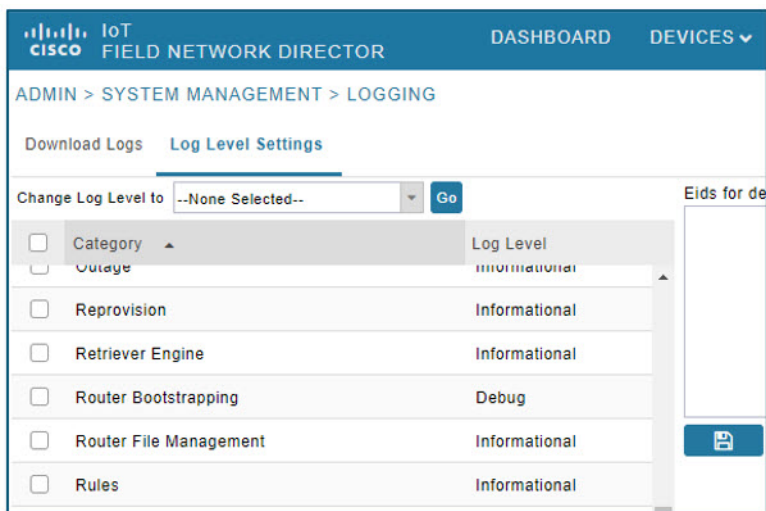 CISCO
IoT
FIELD NETWORK DIRECTOR
DASHBOARD
DEVICES
ADMIN > SYSTEM MANAGEMENT > LOGGING
Download Logs
Log Level Settings
Change Log Level to
--None Selected--
Go
Eids for de
Category
Log Level
Outage
Informational
Reprovision
Informational
Retriever Engine
Informational
Router Bootstrapping
Debug
Router File Management
Informational
Rules
Informational